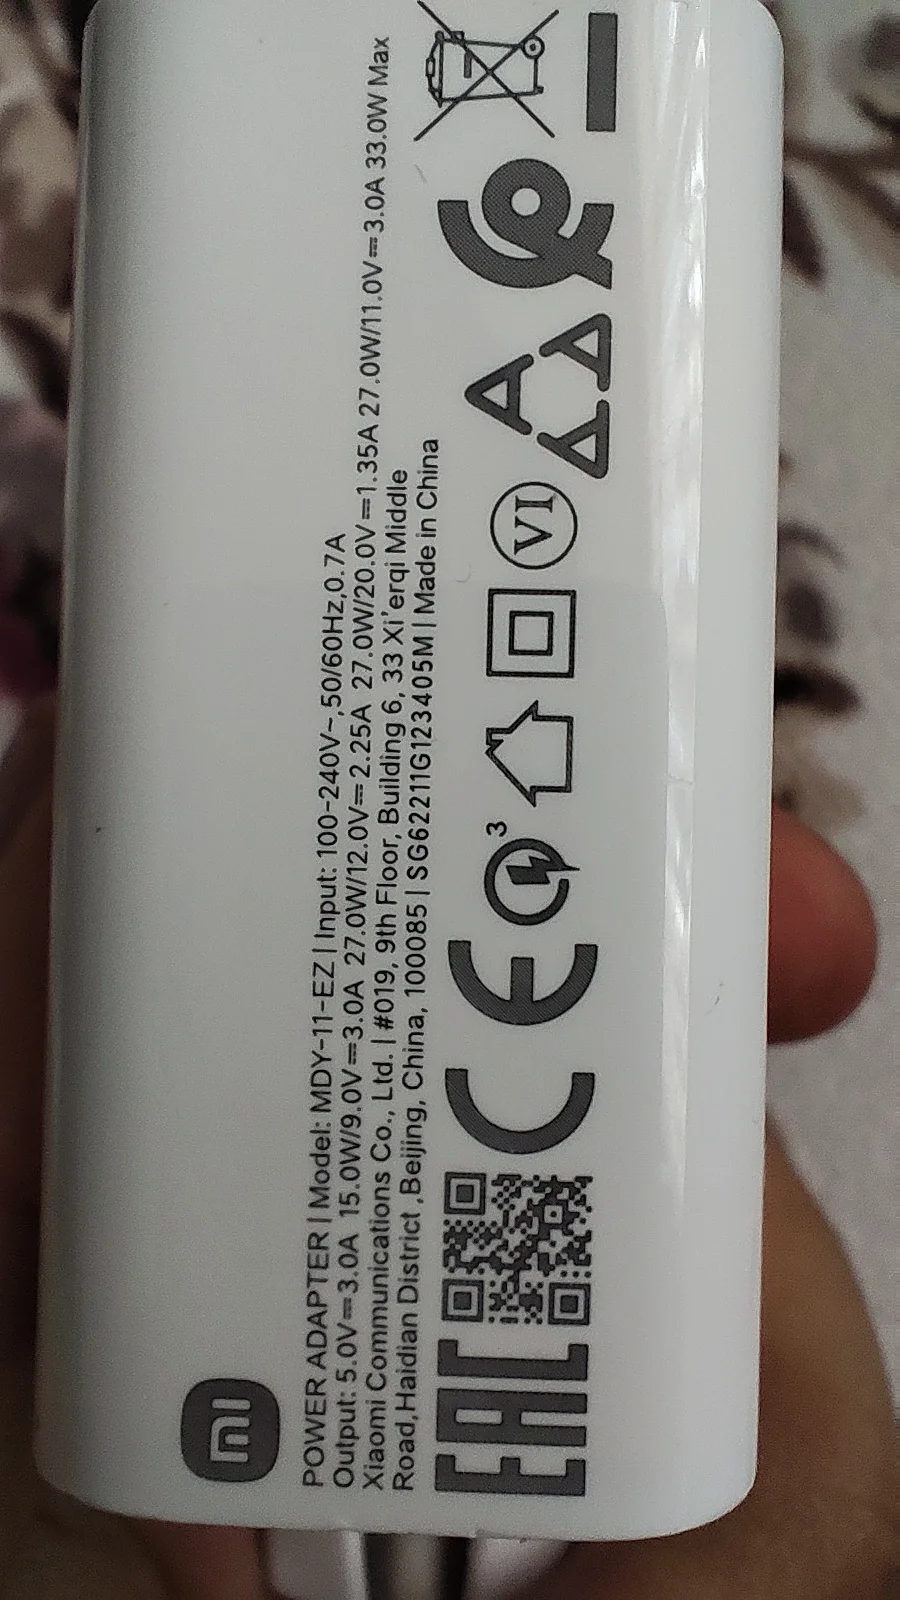 mi
POWER ADAPTER | Model: MDY-11-EZ | Input: 100-240V~,50/60Hz,0.7A
Output: 5.0V⎓3.0A 15.0W/9.0V⎓3.0A 27.0W/12.0V⎓2.25A 27.0W/20.0V⎓1.35A 27.0W/11.0V⎓3.0A 33.0W Max
Xiaomi Communications Co., Ltd. | #019, 9th Floor, Building 6, 33 Xi'erqi Middle
Road,Haidian District ,Beijing, China, 100085 | SG62211G123405M | Made in China
EAC CE 3 VI